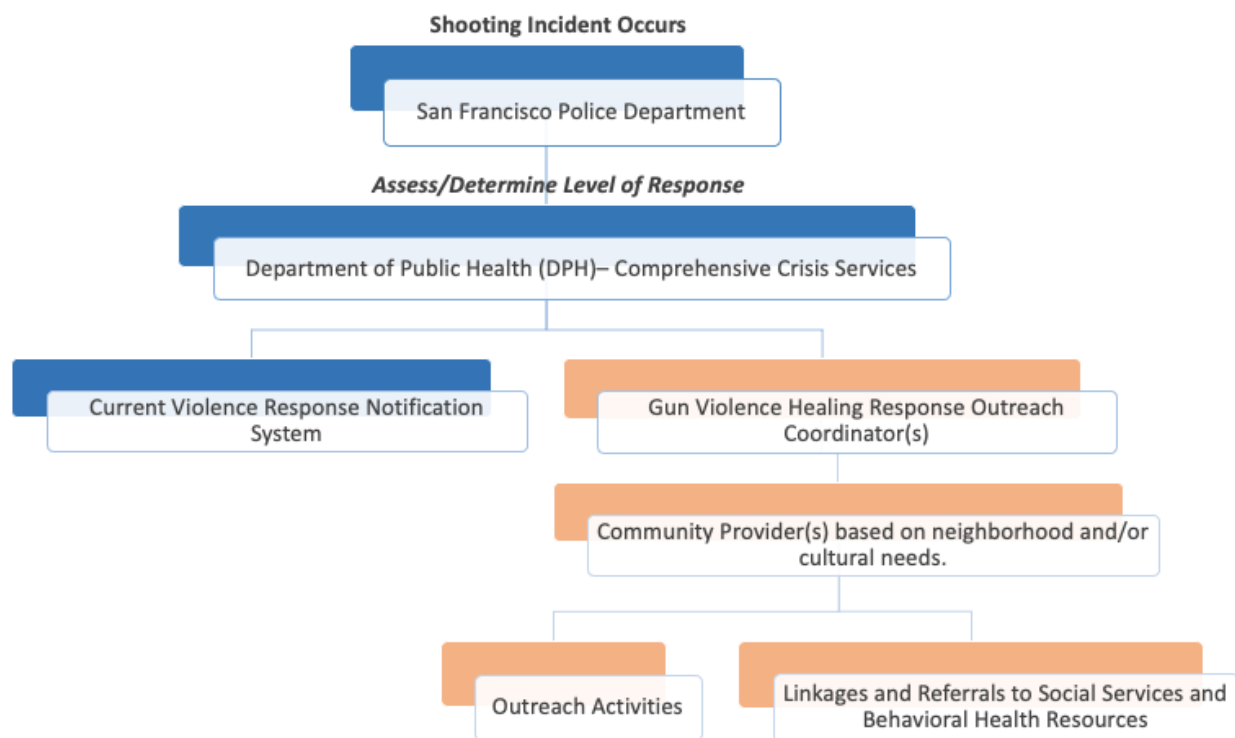 Shooting Incident Occurs
San Francisco Police Department
Assess/Determine Level of Response
Department of Public Health (DPH)– Comprehensive Crisis Services
Current Violence Response Notification
System
Gun Violence Healing Response Outreach
Coordinator(s)
Community Provider(s) based on neighborhood and/or
cultural needs.
Outreach Activities
Linkages and Referrals to Social Services and
Behavioral Health Resources